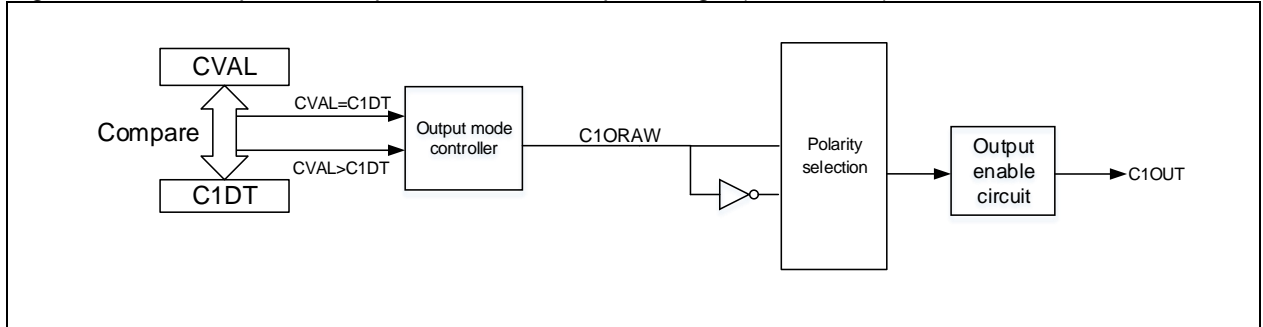 CVAL
CVAL=C1DT
Compare
Output mode
controller
C1ORAW
Polarity
selection
Output
enable
circuit
C1OUT
CVAL>C1DT
C1DT